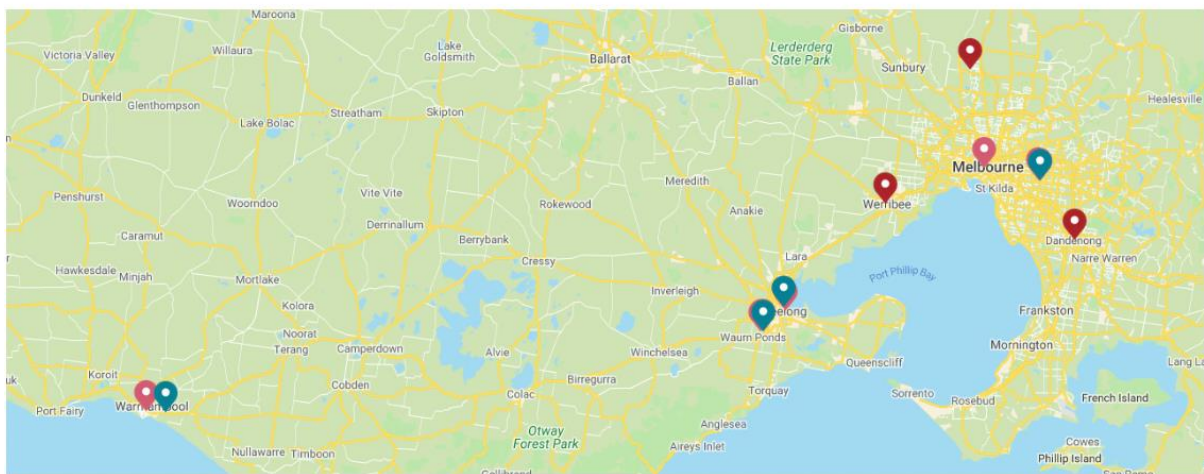 Maroona
Gisborne
Victoria Valley
Willaura
Lake
Goldsmith
Ballarat
Lerderderg
State Park
Sunbury
Ballan
Dunkeld
Glenthompson
Streatham
Skipton
Healesville
Lake Bolac
Melbourne
St Kilda
Penshurst
Vite Vite
Meredith
Woorndoo
Rokewood
Werribee
Anakie
Caramut
Derrinallum
Berrybank
Dandenong
Narre Warren
Lara
Hawkesdale
Minjah
Mortlake
Cressy
Port Phillip Bay
Inverleigh
Kolora
Frankston
Noorat
Waurn Ponds
Terang
Camperdown
Alvie
Winchelsea
Mornington
Queenscliff
Lang La
Koroit
Birregurra
Cobden
Colac
Torquay
Sorrento
Rosebud
French Island
Port Fairy
Anglesea
Otway
Forest Park
Aireys Inlet
Cowes
Nullawarre
Timboon
Phillip Island